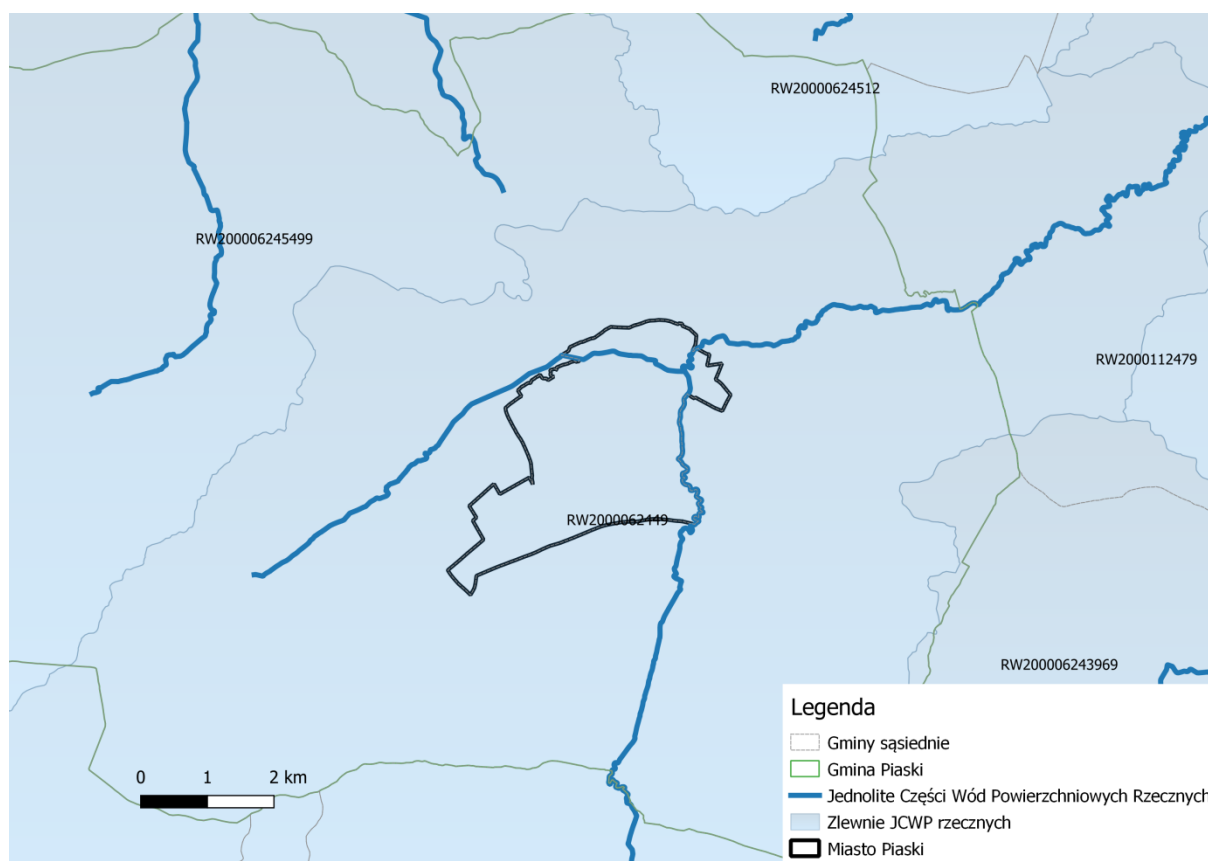 RW20000624512
RW200006245499
RW2000112479
RW2000062449
RW200006243969
Legenda
Gminy sąsiednie
Gmina Piaski
Jednolite Części Wód Powierzchniowych Rzecznych
Zlewnie JCWP rzecznych
Miasto Piaski
0 1 2 km